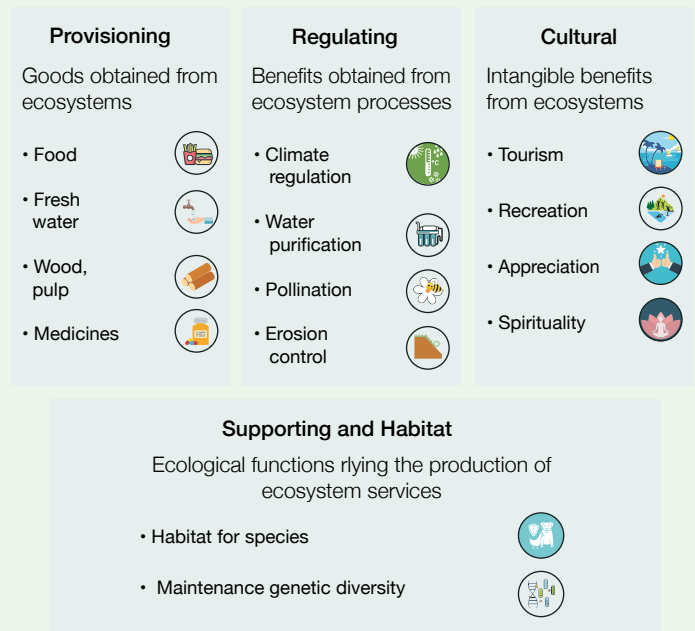 Provisioning
Goods obtained from
ecosystems
• Food
• Fresh
water
• Wood,
pulp
• Medicines
Regulating
Benefits obtained from
ecosystem processes
• Climate
regulation
°C
• Water
purification
• Pollination
• Erosion
control
Cultural
Intangible benefits
from ecosystems
• Tourism
• Recreation
• Appreciation
• Spirituality
Supporting and Habitat
Ecological functions rlying the production of
ecosystem services
• Habitat for species
• Maintenance genetic diversity